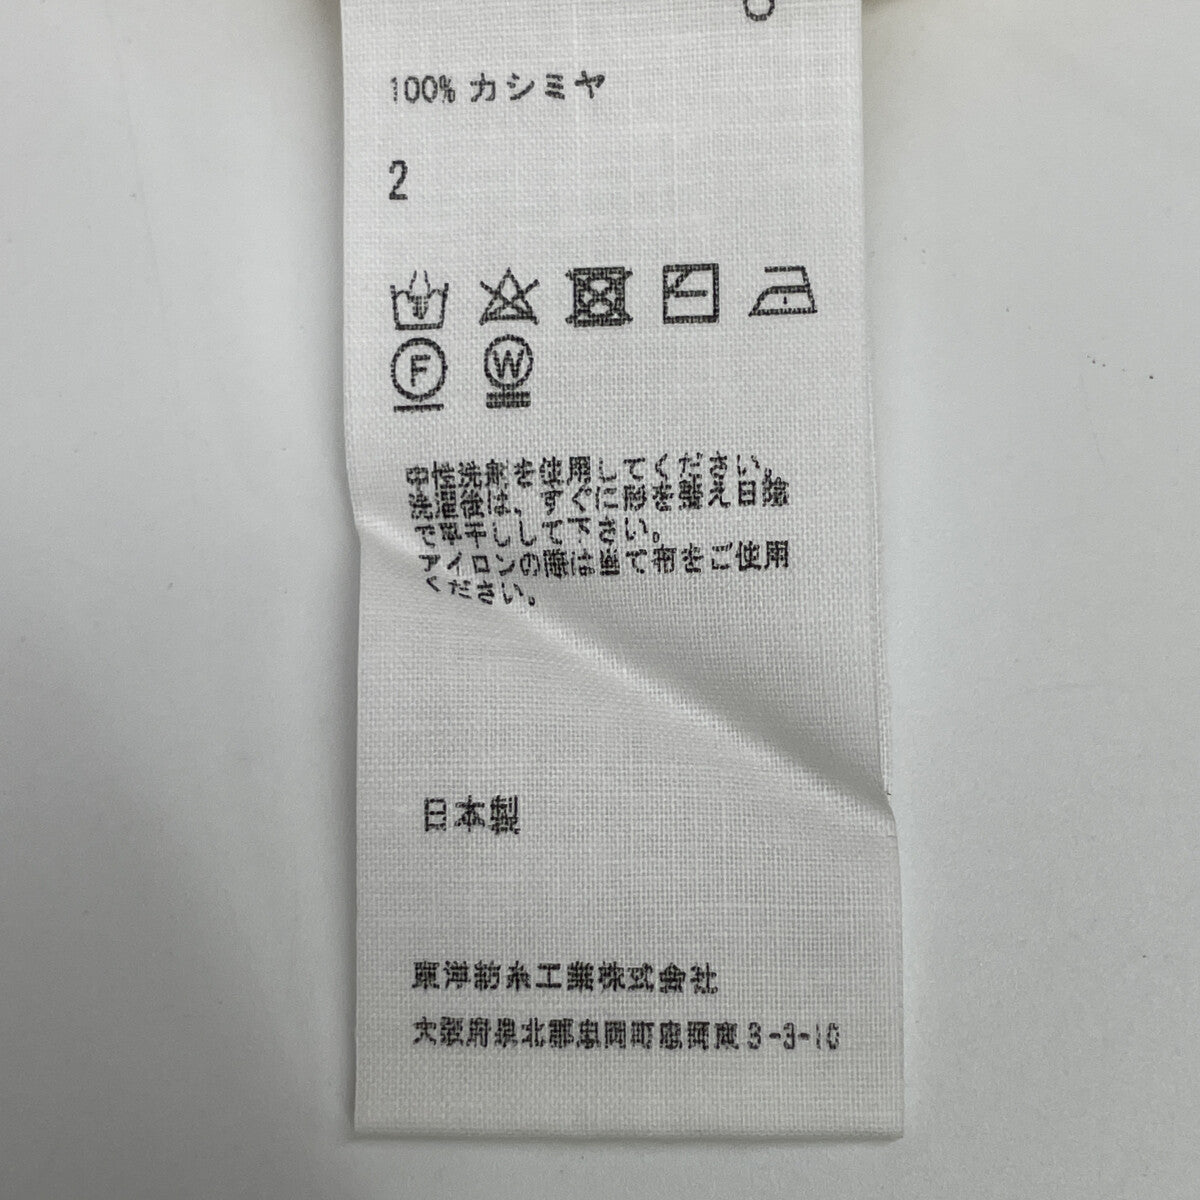 100% カシミヤ
2
F W
中性洗剤を使用してください。
洗濯後は、すぐに形を整え日陰
で平干しして下さい。
アイロンの際は当て布をご使用
ください。
日本製
東洋紡糸工業株式会社
大阪府泉北郡忠岡町忠岡東3-3-10